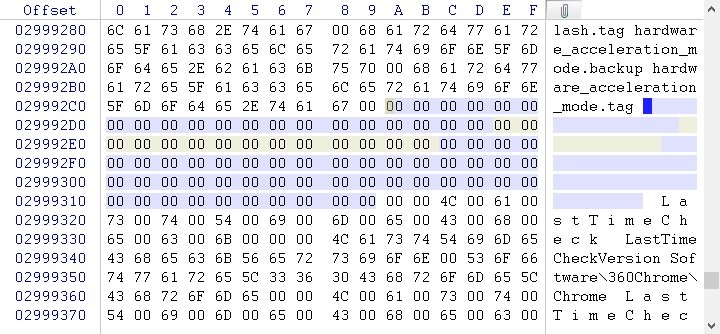 Offset 0 1 2 3 4 5 6 7 8 9 A B C D E F
02999280 6C 61 73 68 2E 74 61 67 00 68 61 72 64 77 61 72 lash.tag hardwar
02999290 65 5F 61 63 63 65 6C 65 72 61 74 69 6F 6E 5F 6D e_acceleration_m
029992A0 6F 64 65 2E 62 61 63 6B 75 70 00 68 61 72 64 77 ode.backup hardw
029992B0 61 72 65 5F 61 63 63 65 6C 65 72 61 74 69 6F 6E are_acceleration
029992C0 5F 6D 6F 64 65 2E 74 61 67 00 00 00 00 00 00 00 _mode.tag
029992D0 00 00 00 00 00 00 00 00 00 00 00 00 00 00 00 00
029992E0 00 00 00 00 00 00 00 00 00 00 00 00 00 00 00 00
029992F0 00 00 00 00 00 00 00 00 00 00 00 00 00 00 00 00
02999300 00 00 00 00 00 00 00 00 00 00 00 00 00 00 00 00
02999310 00 00 00 00 00 00 00 00 00 00 00 00 4C 00 61 00 L a
02999320 73 00 74 00 54 00 69 00 6D 00 65 00 43 00 68 00 s t T i m e C h
02999330 65 00 63 00 6B 00 00 00 4C 61 73 74 54 69 6D 65 e c k LastTime
02999340 43 68 65 63 6B 56 65 72 73 69 6F 6E 00 53 6F 66 CheckVersion Sof
02999350 74 77 61 72 65 5C 33 36 30 43 68 72 6F 6D 65 5C tware\360Chrome\
02999360 43 68 72 6F 6D 65 00 00 4C 00 61 00 73 00 74 00 Chrome L a s t
02999370 54 00 69 00 6D 00 65 00 43 00 68 00 65 00 63 00 T i m e C h e c